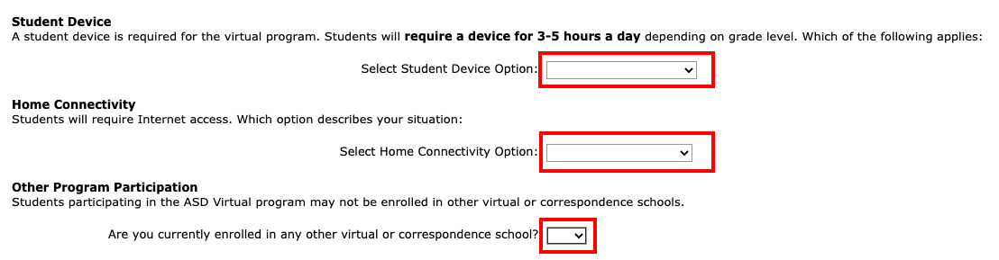 Student Device
A student device is required for the virtual program. Students will require a device for 3-5 hours a day depending on grade level. Which of the following applies:
Select Student Device Option:
Home Connectivity
Students will require Internet access. Which option describes your situation:
Select Home Connectivity Option:
Other Program Participation
Students participating in the ASD Virtual program may not be enrolled in other virtual or correspondence schools.
Are you currently enrolled in any other virtual or correspondence school?